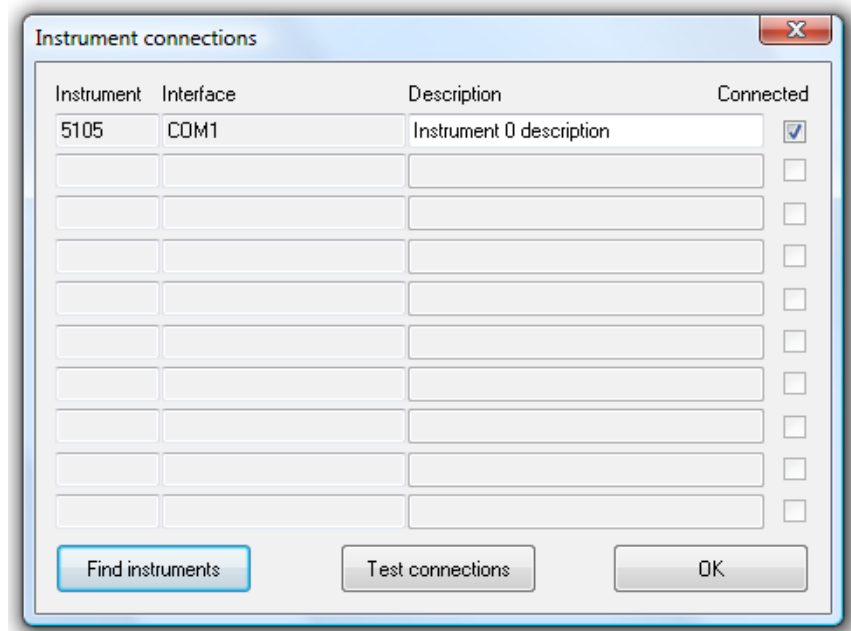 Instrument connections
Instrument Interface Description Connected
5105 COM1 Instrument 0 description
Find instruments Test connections OK